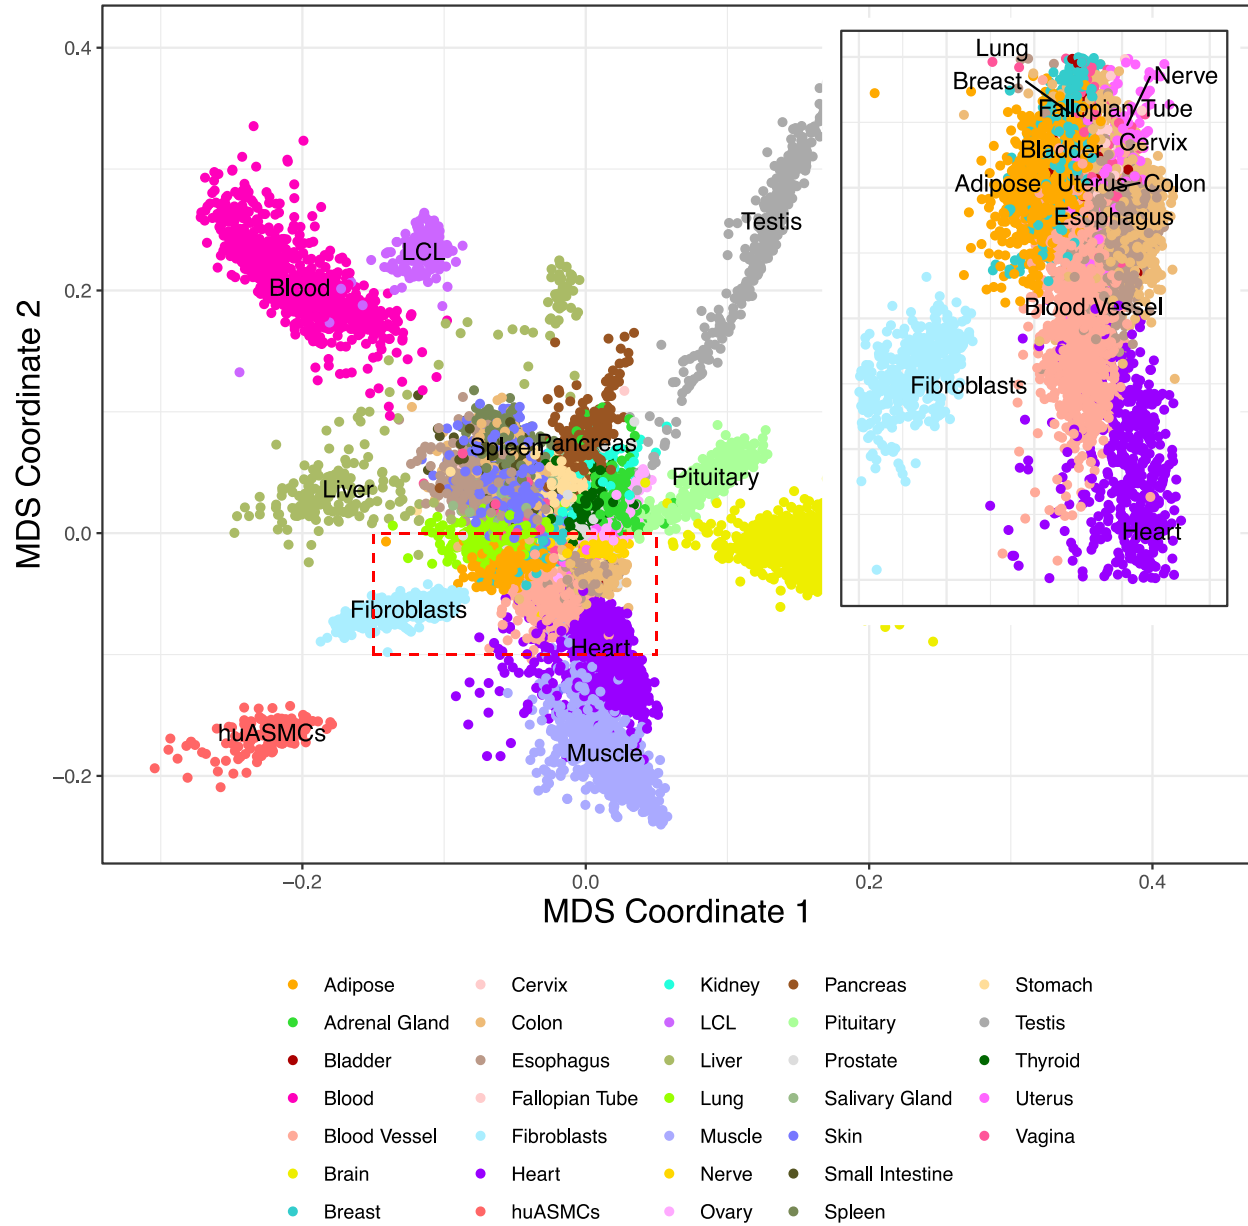 0.4
Lung
Breast
Nerve
Fallopian Tube
Cervix
Bladder
Adipose
Uterus
Colon
Esophagus
Blood Vessel
Fibroblasts
Heart
Testis
LCL
Blood
0.2
Spleen
Pancreas
Pituitary
Liver
0.0
Fibroblasts
Heart
huASMCs
Muscle
−0.2
MDS Coordinate 2
−0.2
0.0
0.2
0.4
MDS Coordinate 1
Adipose
Cervix
Kidney
Pancreas
Stomach
Adrenal Gland
Colon
LCL
Pituitary
Testis
Bladder
Esophagus
Liver
Prostate
Thyroid
Blood
Fallopian Tube
Lung
Salivary Gland
Uterus
Blood Vessel
Fibroblasts
Muscle
Skin
Vagina
Brain
Heart
Nerve
Small Intestine
Breast
huASMCs
Ovary
Spleen